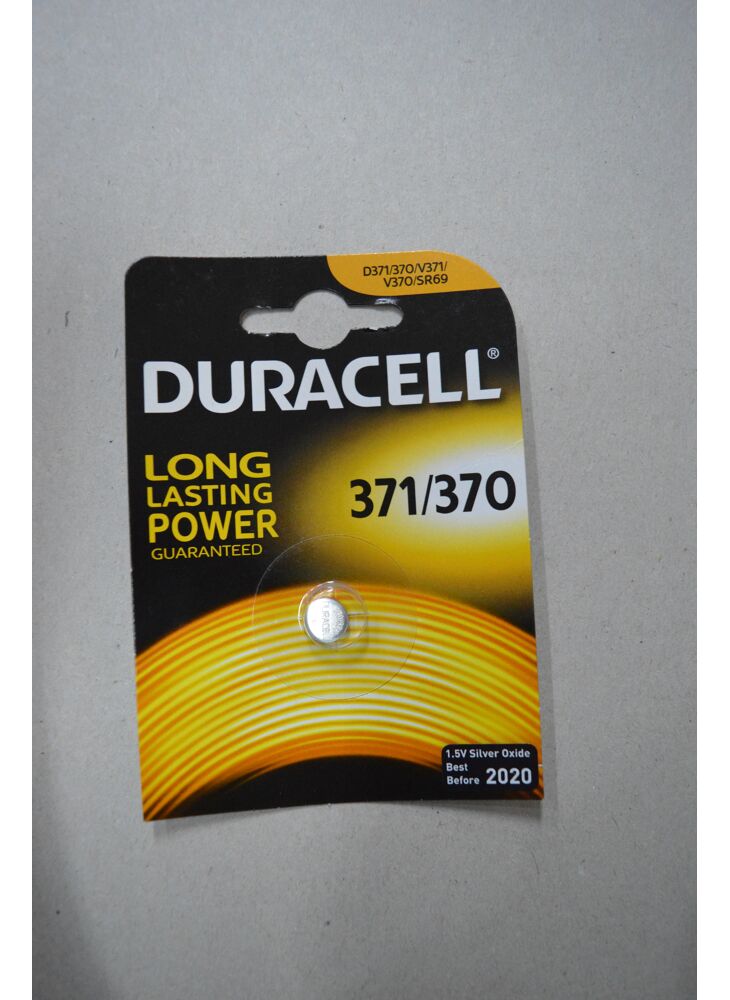 D371/370/V371/
V370/SR69
DURACELL®
LONG
LASTING
POWER
GUARANTEED
371/370
DURACELL
1.5V Silver Oxide
Best
Before 2020